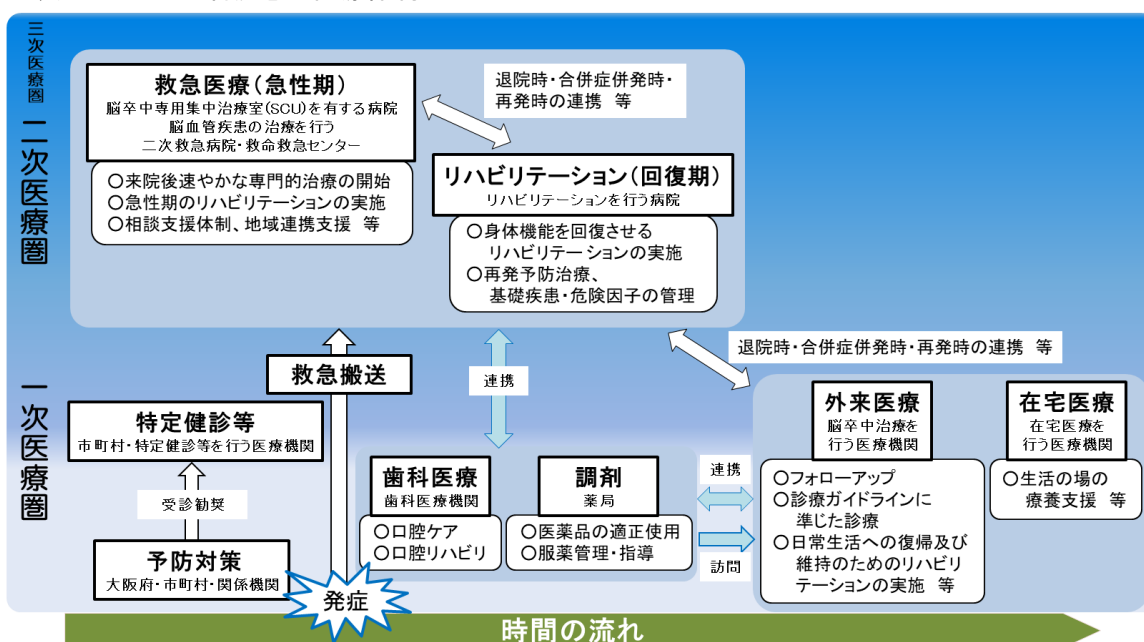 三次医療圏
二次医療圏
一次医療圏
救急医療(急性期)
脳卒中専用集中治療室(SCU)を有する病院
脳血管疾患の治療を行う
二次救急病院・救命救急センター
○来院後速やかな専門的治療の開始
○急性期のリハビリテーションの実施
○相談支援体制、地域連携支援 等
退院時・合併症併発時・
再発時の連携 等
リハビリテーション(回復期)
リハビリテーションを行う病院
○身体機能を回復させる
リハビリテーションの実施
○再発予防治療、
基礎疾患・危険因子の管理
救急搬送
連携
退院時・合併症併発時・再発時の連携 等
特定健診等
市町村・特定健診等を行う医療機関
受診勧奨
予防対策
大阪府・市町村・関係機関
発症
歯科医療
歯科医療機関
○口腔ケア
○口腔リハビリ
調剤
薬局
○医薬品の適正使用
○服薬管理・指導
連携
訪問
外来医療
脳卒中治療を
行う医療機関
○フォローアップ
○診療ガイドラインに
準じた診療
○日常生活への復帰及び
維持のためのリハビリ
テーションの実施 等
在宅医療
在宅医療を
行う医療機関
○生活の場の
療養支援 等
時間の流れ